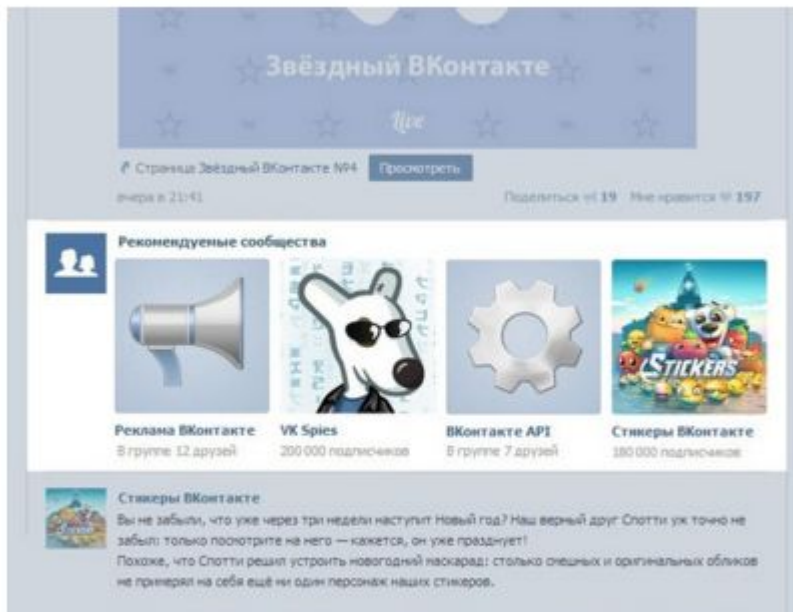 Звёздный ВКонтакте
Live
Страница Звёздный ВКонтакте №4 Просмотреть
вчера в 21:41 Поделиться 19 Мне нравится 197
Рекомендуемые сообщества
STICKERS
Реклама ВКонтакте VK Spies ВКонтакте API Стикеры ВКонтакте
В группе 12 друзей 200 000 подписчиков В группе 7 друзей 180 000 подписчиков
Стикеры ВКонтакте
Вы не забыли, что уже через три недели наступит Новый год? Наш верный друг Спотти уж точно не
забыл: только посмотрите на него — кажется, он уже празднует!
Похоже, что Спотти решил устроить новогодний маскарад: столько смешных и оригинальных обликов
не примерял на себя ещё ни один персонаж наших стикеров.